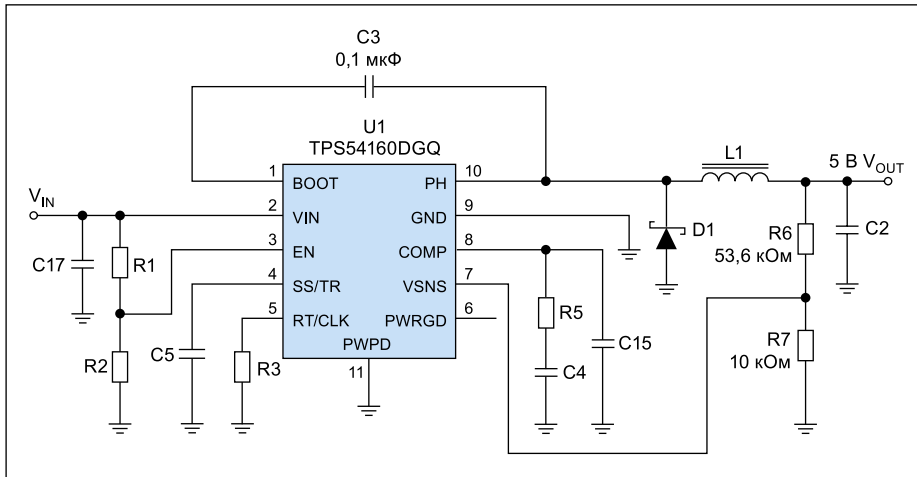 C3
0,1 мкФ
U1
TPS54160DGQ
1
BOOT
PH
10
L1
5 В VOUT
VIN
2
VIN
GND
9
3
EN
COMP
8
D1
R6
53,6 кОм
C2
C17
R1
4
SS/TR
VSNS
7
5
RT/CLK
PWRGD
6
R5
C15
R7
10 кОм
R2
C5
R3
PWPD
11
C4